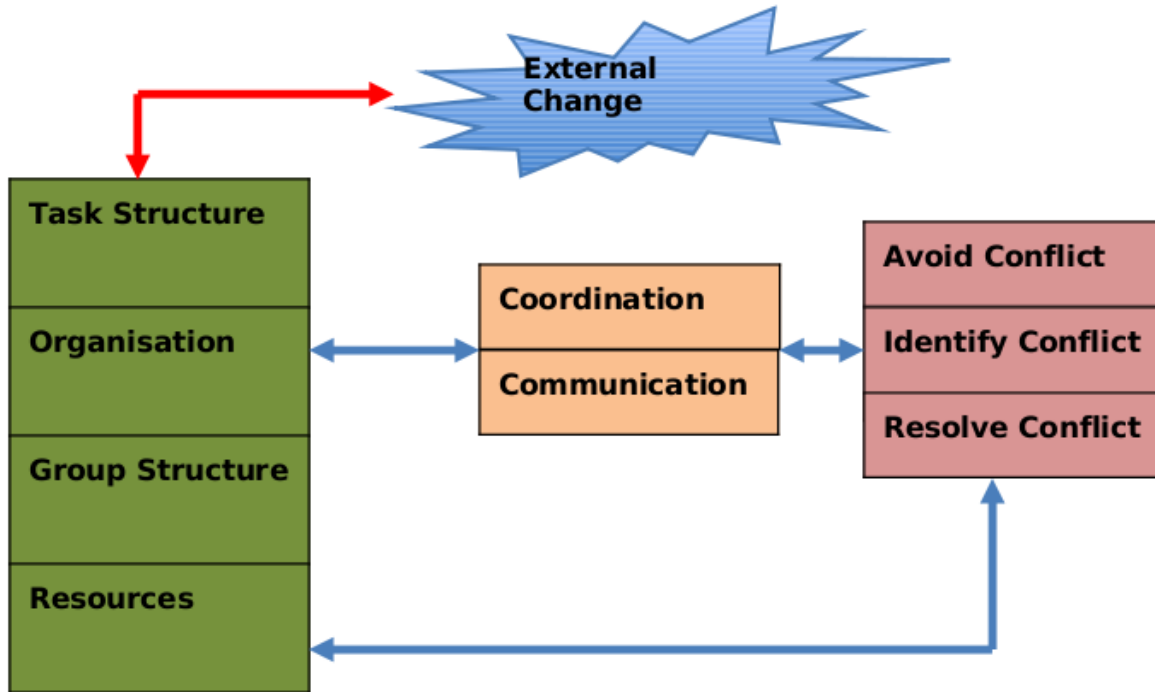 External
Change
Task Structure
Organisation
Group Structure
Resources
Coordination
Communication
Avoid Conflict
Identify Conflict
Resolve Conflict